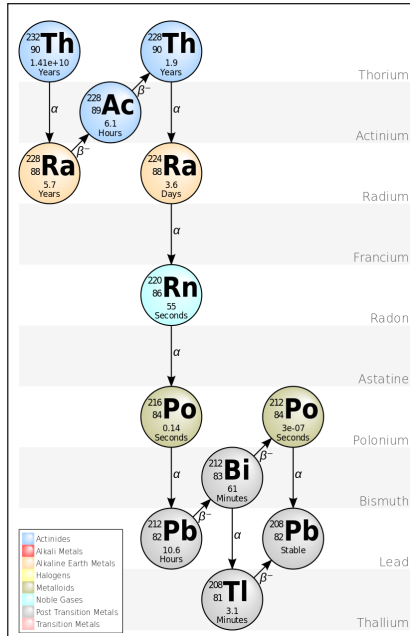 232
90
Th
1.41e+10
Years
228
90
Th
1.9
Years
Thorium
α
β⁻
α
228
89
Ac
6.1
Hours
Actinium
β⁻
228
88
Ra
5.7
Years
224
88
Ra
3.6
Days
Radium
α
Francium
220
86
Rn
55
Seconds
Radon
α
Astatine
216
84
Po
0.14
Seconds
212
84
Po
3e-07
Seconds
Polonium
α
β⁻
α
212
83
Bi
61
Minutes
Bismuth
β⁻
212
82
Pb
10.6
Hours
α
208
82
Pb
Stable
Lead
β⁻
208
81
Tl
3.1
Minutes
Thallium
Actinides
Alkali Metals
Alkaline Earth Metals
Halogens
Metalloids
Noble Gases
Post Transition Metals
Transition Metals